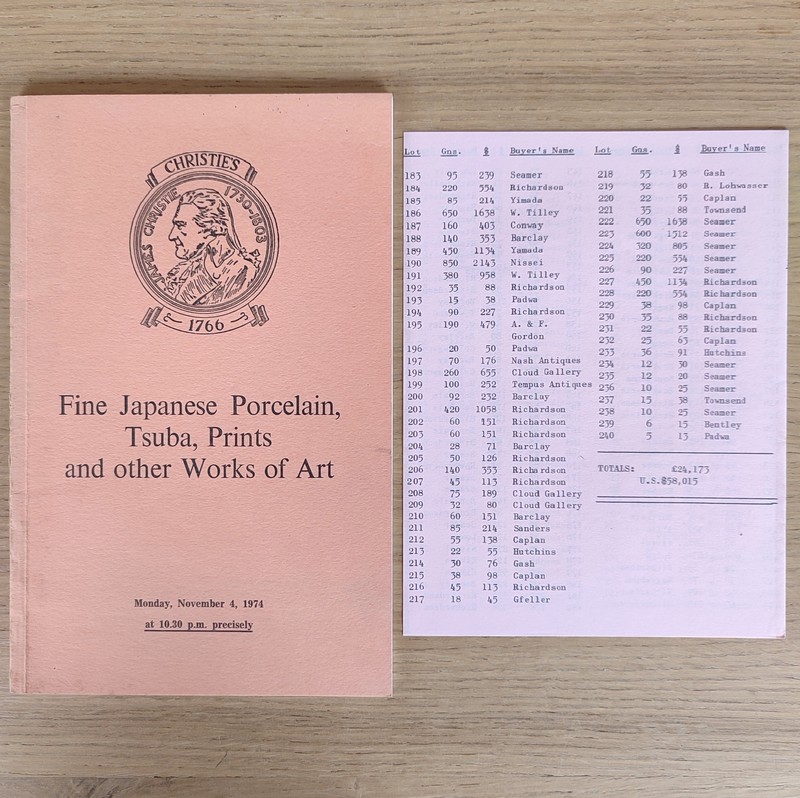 CHRISTIE'S
JAMES CHRISTIE 1730-1803
1766
Fine Japanese Porcelain,
Tsuba, Prints
and other Works of Art
Monday, November 4, 1974
at 10.30 p.m. precisely
Lot Gns. $ Buyer's Name
183 95 239 Seamer
184 220 554 Richardson
185 85 214 Yimada
186 650 1638 W. Tilley
187 160 403 Conway
188 140 353 Barclay
189 450 1134 Yamada
190 850 2143 Nissei
191 380 958 W. Tilley
192 35 88 Richardson
193 15 38 Padwa
194 90 227 Richardson
195 190 479 A. & F.
Gordon
196 20 50 Padwa
197 70 176 Nash Antiques
198 260 655 Cloud Gallery
199 100 252 Tempus Antiques
200 92 232 Barclay
201 420 1058 Richardson
202 60 151 Richardson
203 60 151 Richardson
204 28 71 Barclay
205 50 126 Richardson
206 140 353 Richardson
207 45 113 Richardson
208 75 189 Cloud Gallery
209 32 80 Cloud Gallery
210 60 151 Barclay
211 85 214 Sanders
212 55 138 Caplan
213 22 55 Hutchins
214 30 76 Gash
215 38 98 Caplan
216 45 113 Richardson
217 18 45 Gfeller
Lot Gns. $ Buyer's Name
218 55 138 Gash
219 32 80 R. Lohwasser
220 22 55 Caplan
221 35 88 Townsend
222 650 1638 Seamer
223 600 1512 Seamer
224 320 805 Seamer
225 220 554 Seamer
226 90 227 Seamer
227 450 1134 Richardson
228 220 554 Richardson
229 38 98 Caplan
230 35 88 Richardson
231 22 55 Richardson
232 25 63 Caplan
233 36 91 Hutchins
234 12 30 Seamer
235 12 20 Seamer
236 10 25 Seamer
237 15 38 Townsend
238 10 25 Seamer
239 6 15 Bentley
240 5 13 Padwa
TOTALS: £24,173
U.S.$58,015